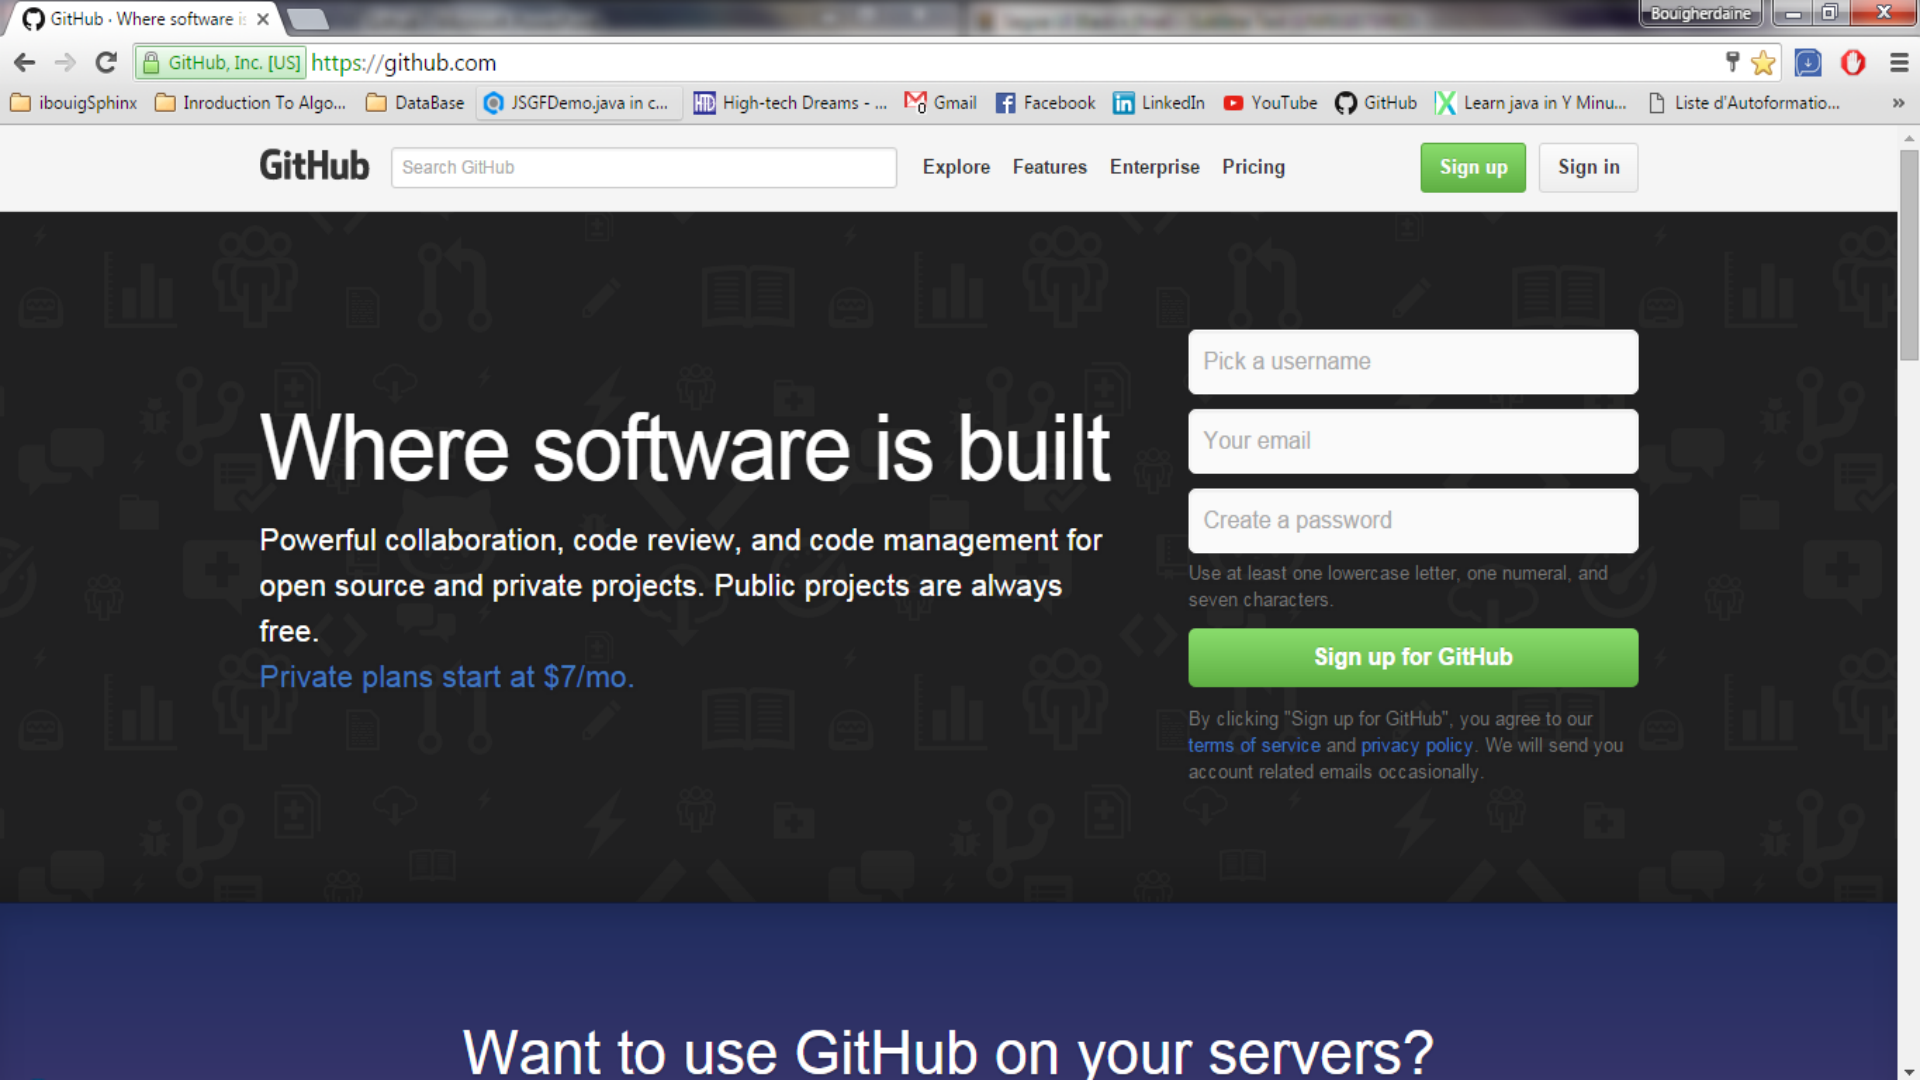 GitHub · Where software is
Bouigherdaine
GitHub, Inc. [US] https://github.com
ibouigSphinx Inroduction To Algo... DataBase JSGFDemo.java in c... High-tech Dreams - ... Gmail Facebook LinkedIn YouTube GitHub Learn java in Y Minu... Liste d'Autoformatio... »
GitHub Search GitHub Explore Features Enterprise Pricing Sign up Sign in
Where software is built
Powerful collaboration, code review, and code management for
open source and private projects. Public projects are always
free.
Private plans start at $7/mo.
Pick a username
Your email
Create a password
Use at least one lowercase letter, one numeral, and
seven characters.
Sign up for GitHub
By clicking "Sign up for GitHub", you agree to our
terms of service and privacy policy. We will send you
account related emails occasionally.
Want to use GitHub on your servers?